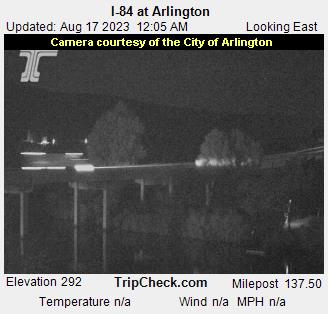 I-84 at Arlington
Updated: Aug 17 2023 12:05 AM Looking East
Camera courtesy of the City of Arlington
Elevation 292 TripCheck.com Milepost 137.50
Temperature n/a Wind n/a MPH n/a